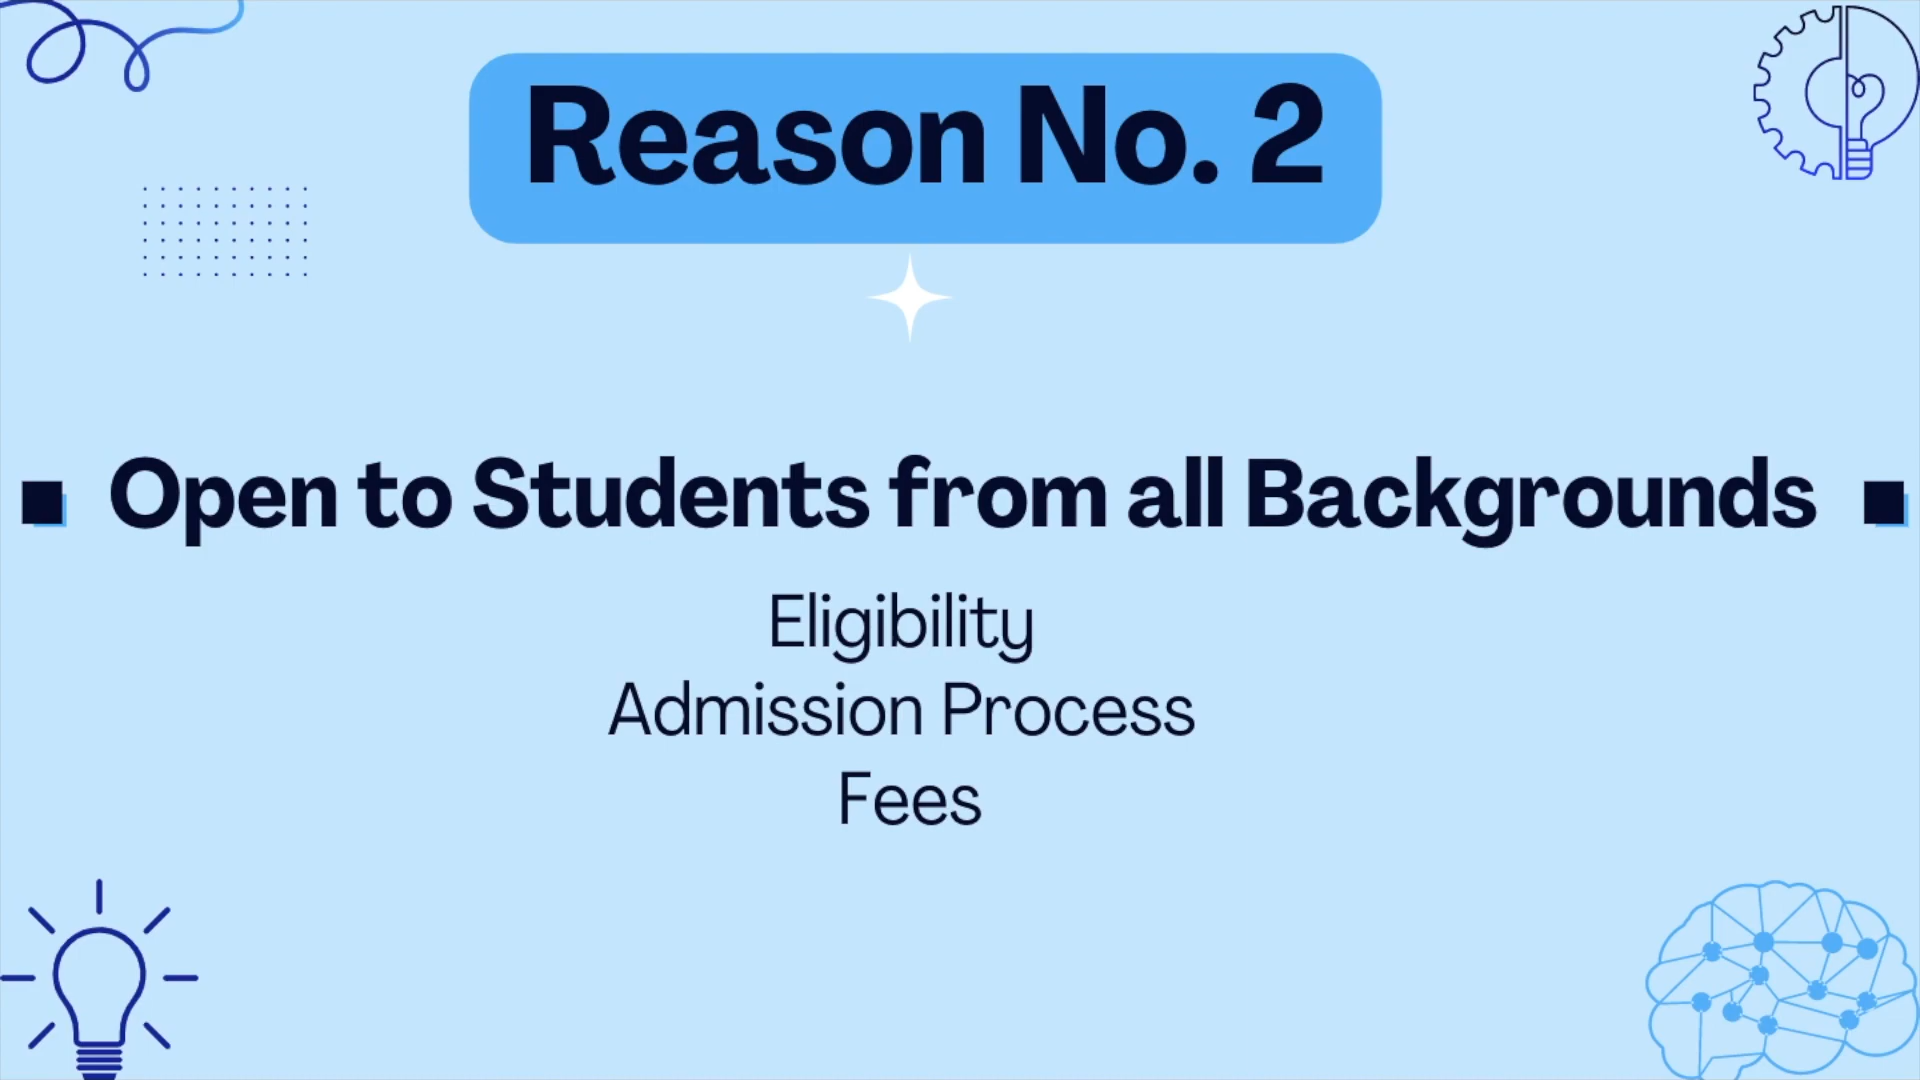 Reason No. 2
Open to Students from all Backgrounds
Eligibility
Admission Process
Fees